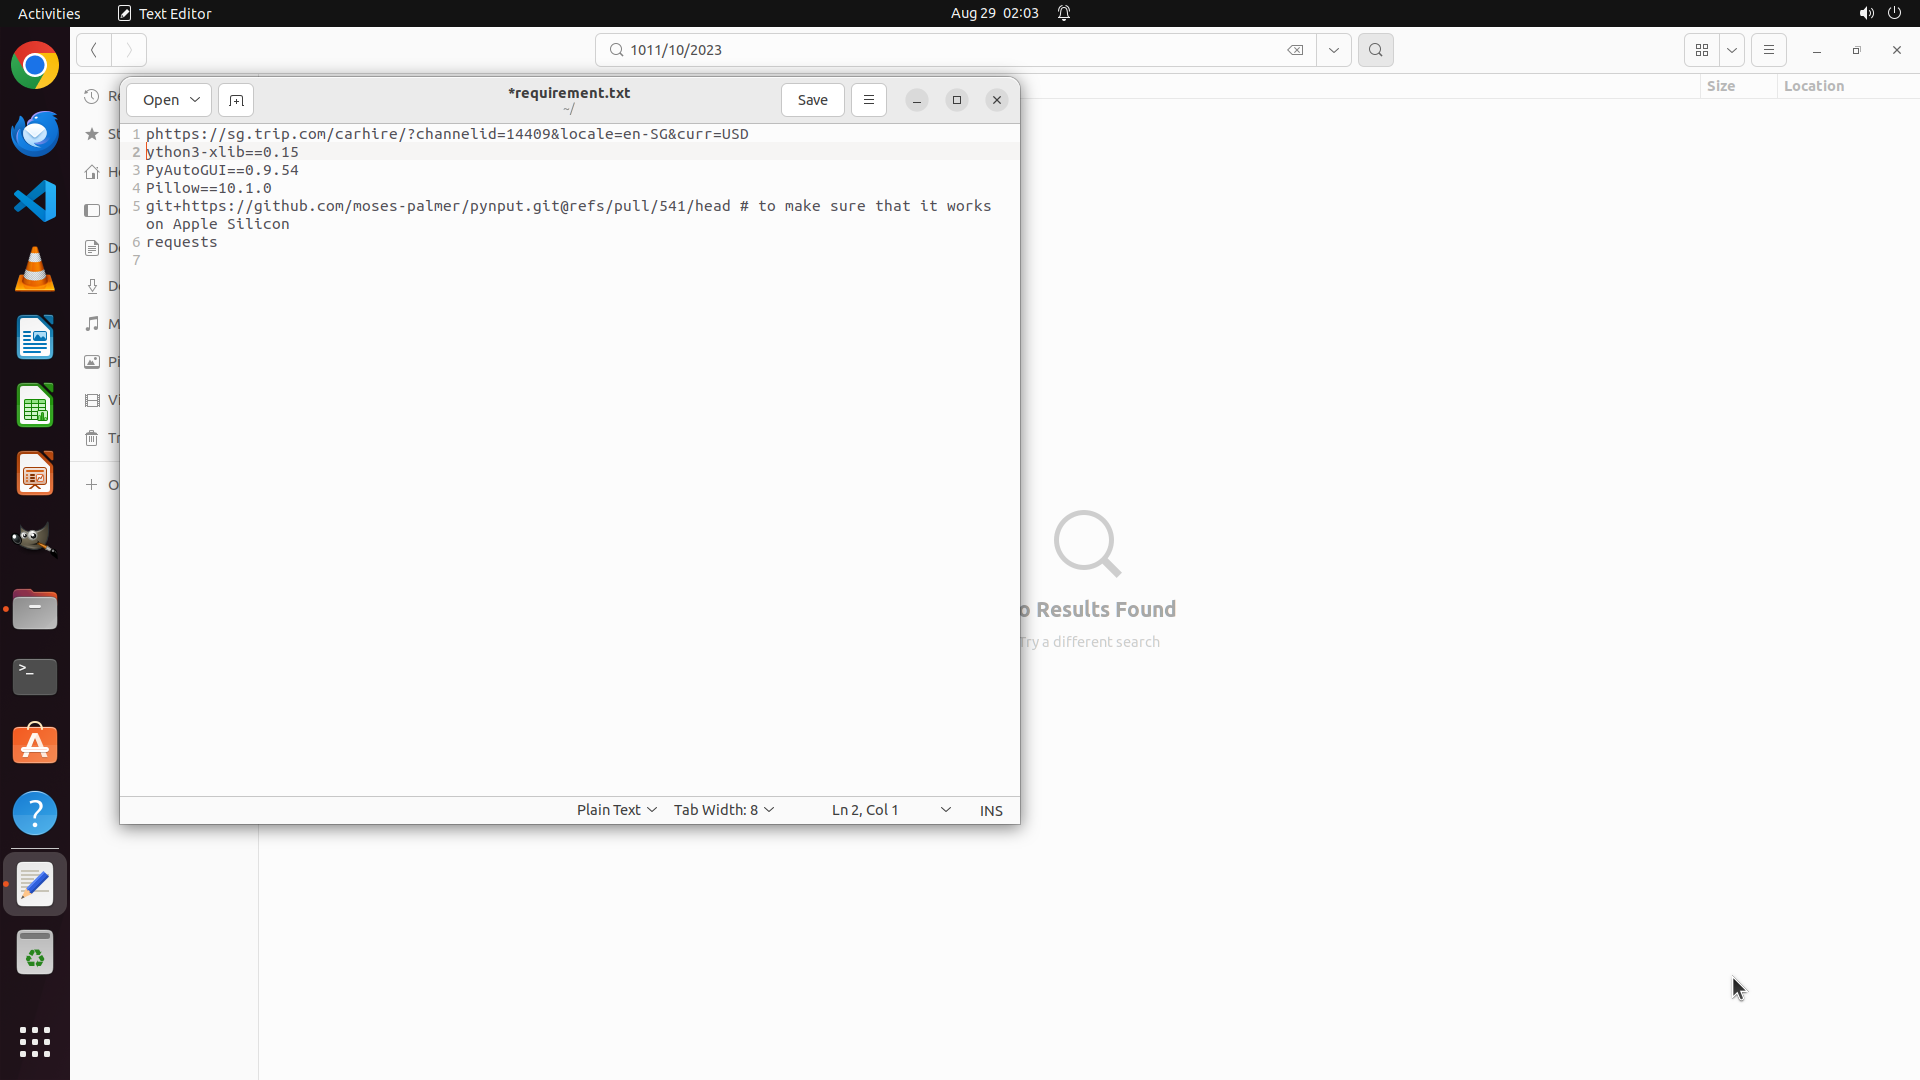 Activities
Text Editor
Aug 29 02:03
1011/10/2023
Size
Location
Open
*requirement.txt
~/
Save
1 phttps://sg.trip.com/carhire/?channelid=14409&locale=en-SG&curr=USD
2 ython3-xlib==0.15
3 PyAutoGUI==0.9.54
4 Pillow==10.1.0
5 git+https://github.com/moses-palmer/pynput.git@refs/pull/541/head # to make sure that it works
on Apple Silicon
6 requests
7
Results Found
Try a different search
Plain Text
Tab Width: 8
Ln 2, Col 1
INS